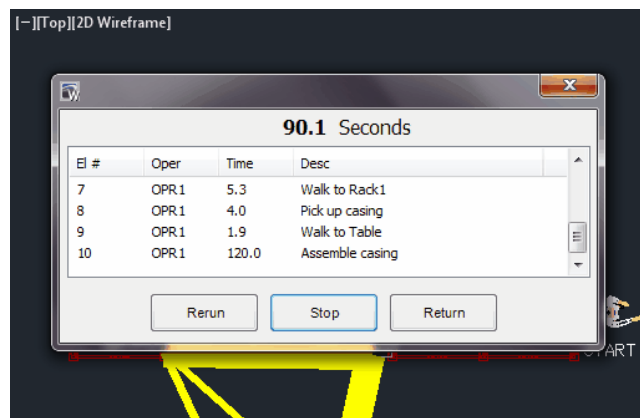 [−][Top][2D Wireframe]
90.1 Seconds
El # Oper Time Desc
7 OPR1 5.3 Walk to Rack1
8 OPR1 4.0 Pick up casing
9 OPR1 1.9 Walk to Table
10 OPR1 120.0 Assemble casing
Rerun Stop Return